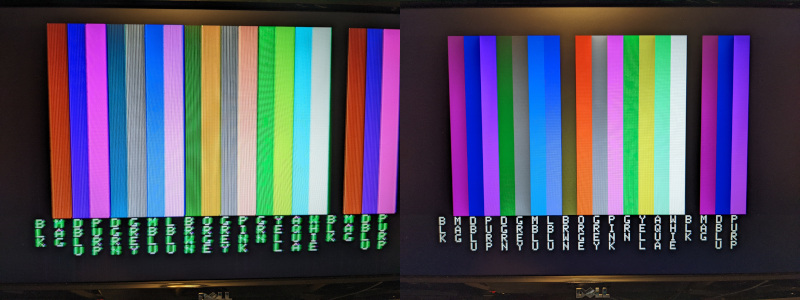 BLK MAG DBLU PURP DGRN GREY MBLU LBLU BRWN ORGE GREY PINK GRN YELL AQUA WHTE BLK MAG DBLU PURP
DELL
BLK MAG DBLU PURP DGRN GREY MBLU LBLU BRWN ORGE GREY PINK GRN YELL AQUA WHTE BLK MAG DBLU PURP
DELL